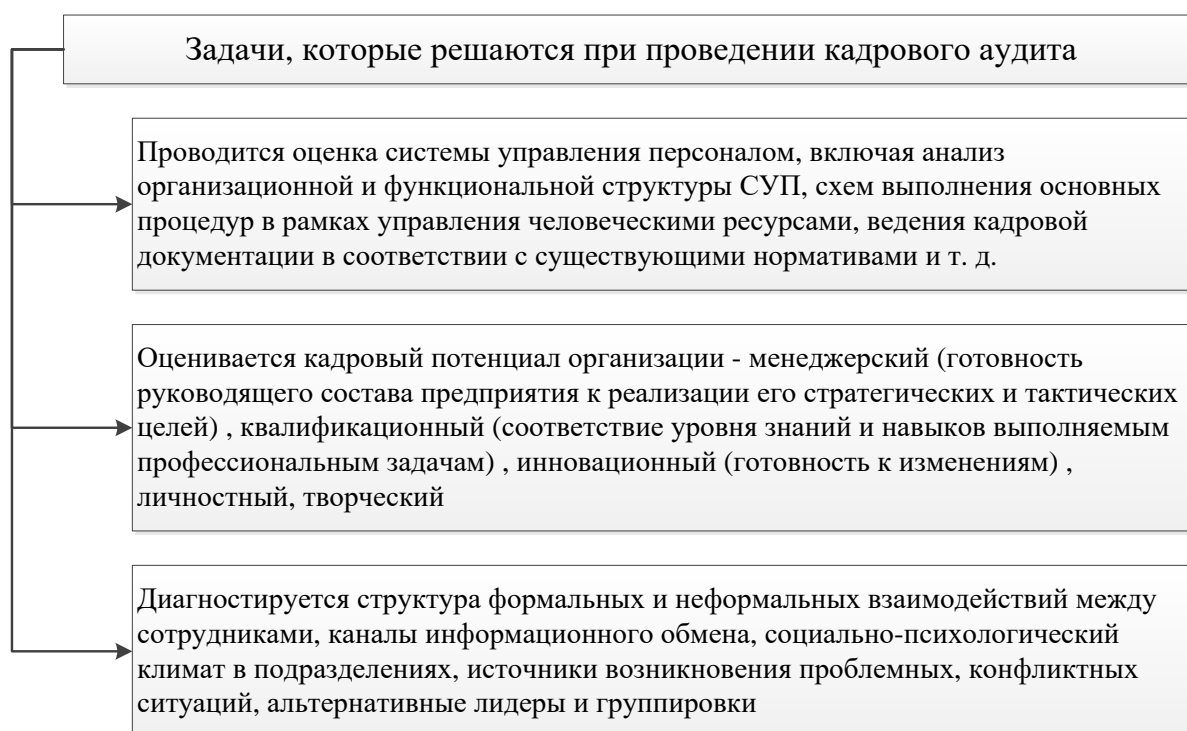 Задачи, которые решаются при проведении кадрового аудита
Проводится оценка системы управления персоналом, включая анализ
организационной и функциональной структуры СУП, схем выполнения основных
процедур в рамках управления человеческими ресурсами, ведения кадровой
документации в соответствии с существующими нормативами и т. д.
Оценивается кадровый потенциал организации - менеджерский (готовность
руководящего состава предприятия к реализации его стратегических и тактических
целей) , квалификационный (соответствие уровня знаний и навыков выполняемым
профессиональным задачам) , инновационный (готовность к изменениям) ,
личностный, творческий
Диагностируется структура формальных и неформальных взаимодействий между
сотрудниками, каналы информационного обмена, социально-психологический
климат в подразделениях, источники возникновения проблемных, конфликтных
ситуаций, альтернативные лидеры и группировки